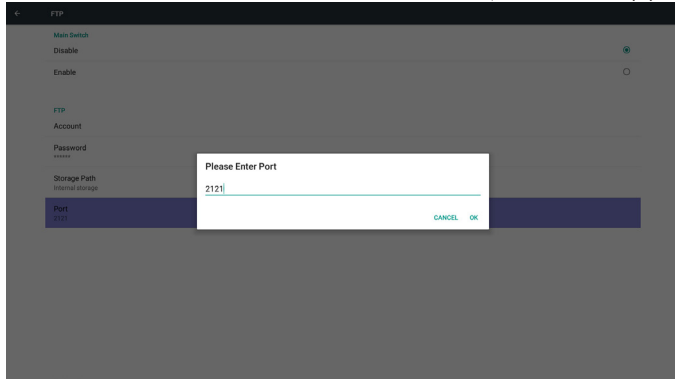 FTP
Main Switch
Disable
Enable
FTP
Account
Password
******
Storage Path
Internal storage
Port
2121
Please Enter Port
2121
CANCEL OK